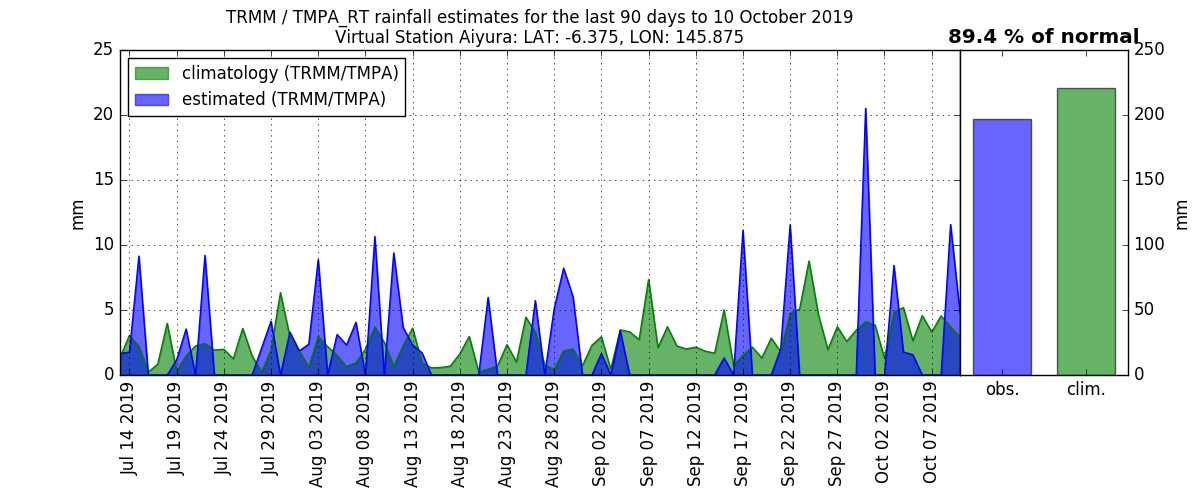 TRMM / TMPA_RT rainfall estimates for the last 90 days to 10 October 2019
Virtual Station Aiyura: LAT: -6.375, LON: 145.875
89.4 % of normal
climatology (TRMM/TMPA)
estimated (TRMM/TMPA)
25
20
15
10
5
0
mm
250
200
150
100
50
0
mm
Jul 14 2019
Jul 19 2019
Jul 24 2019
Jul 29 2019
Aug 03 2019
Aug 08 2019
Aug 13 2019
Aug 18 2019
Aug 23 2019
Aug 28 2019
Sep 02 2019
Sep 07 2019
Sep 12 2019
Sep 17 2019
Sep 22 2019
Sep 27 2019
Oct 02 2019
Oct 07 2019
obs.
clim.